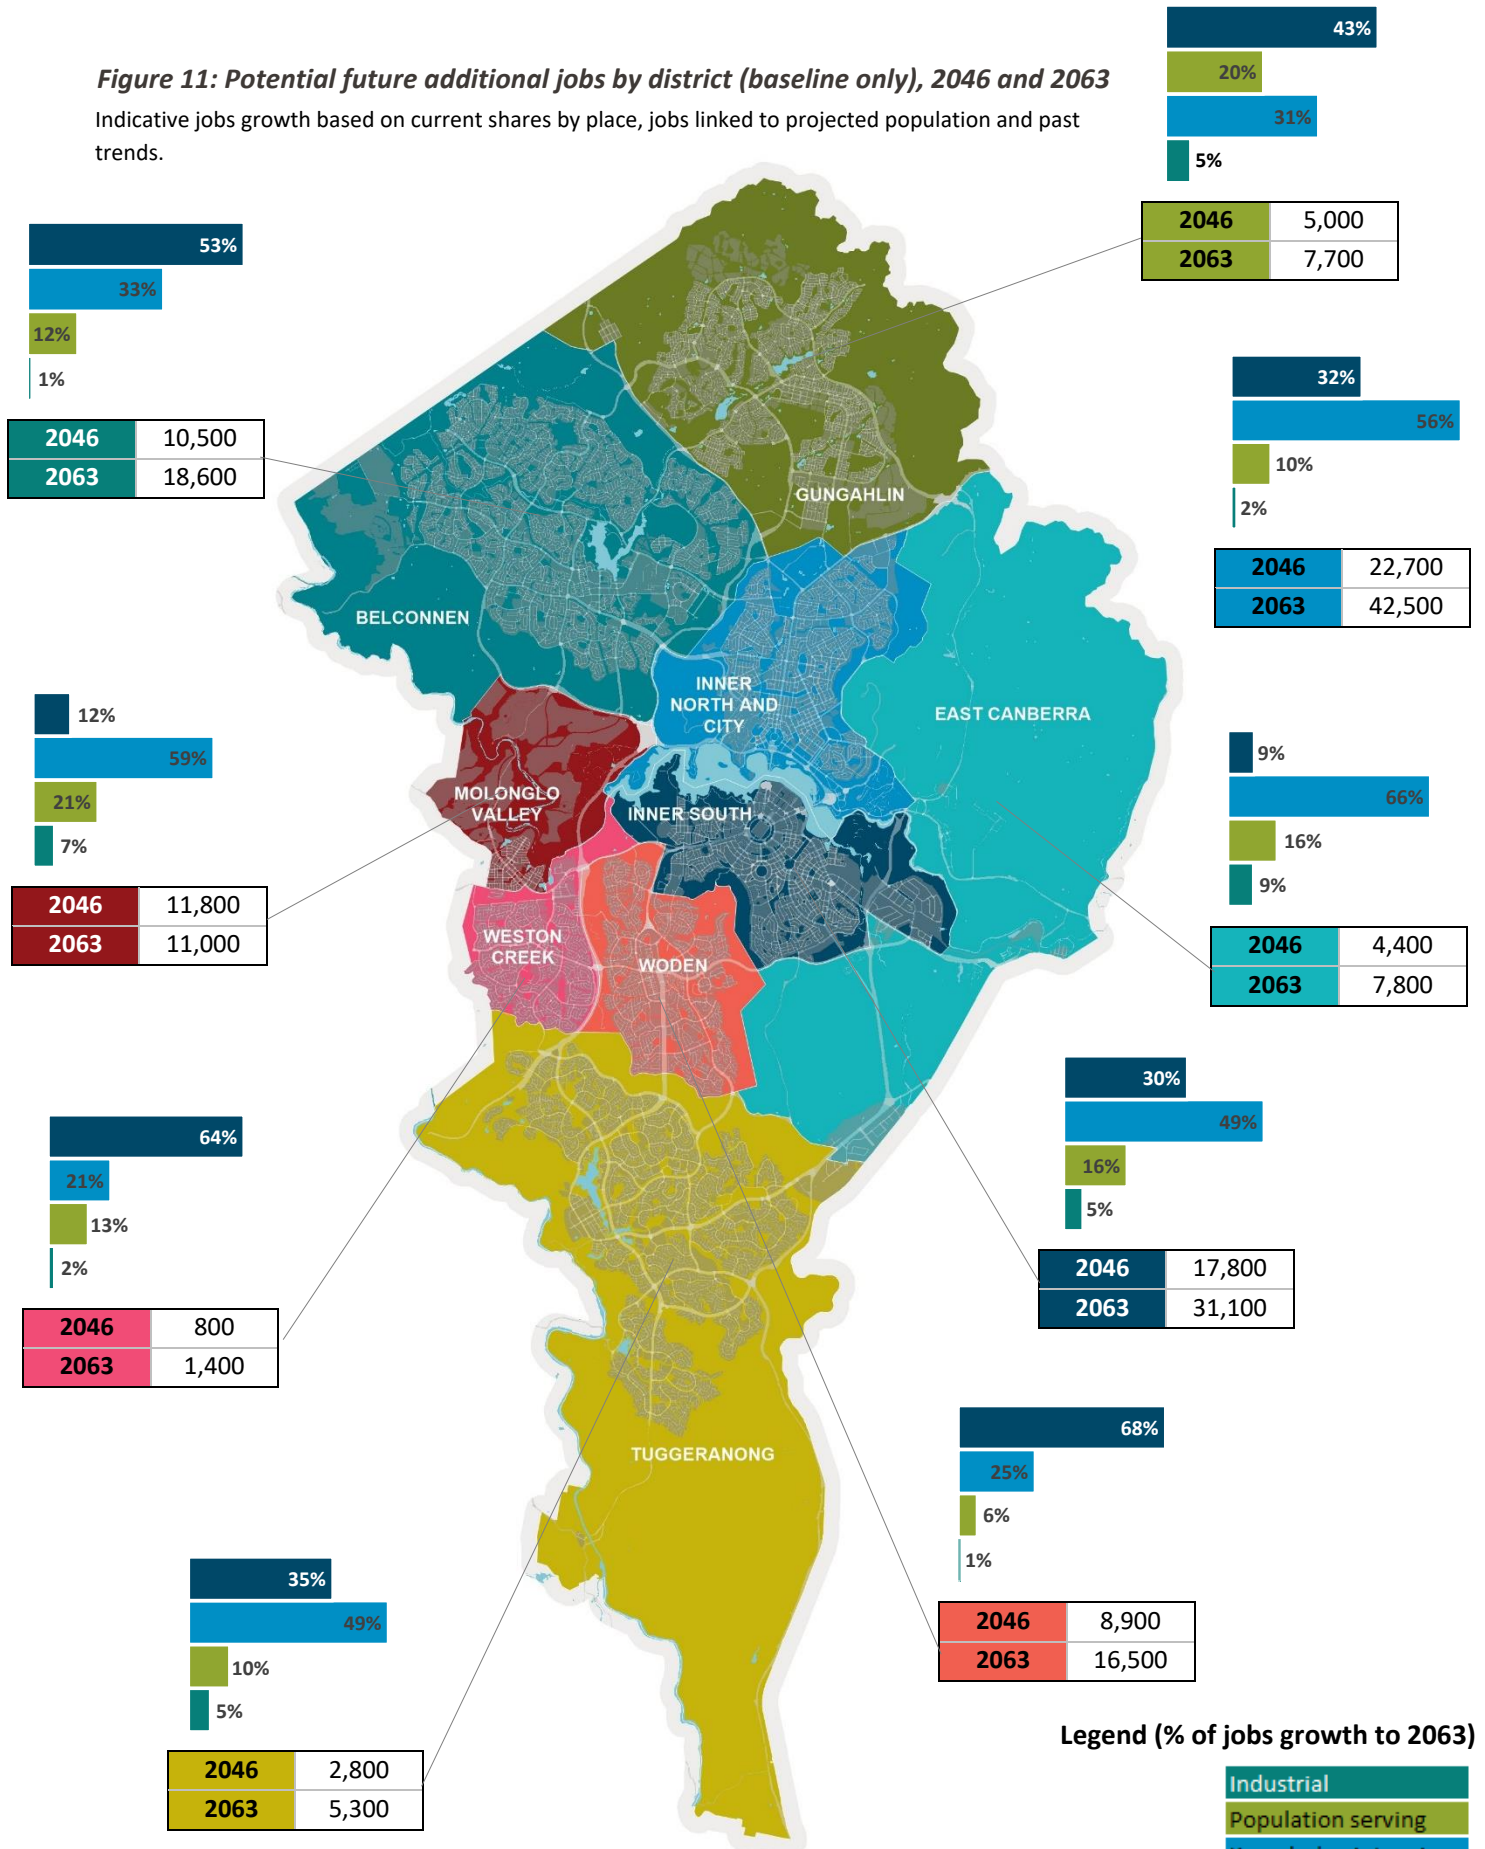 Figure 11: Potential future additional jobs by district (baseline only), 2046 and 2063
Indicative jobs growth based on current shares by place, jobs linked to projected population and past
trends.
43%
20%
31%
5%
2046 5,000
2063 7,700
53%
33%
12%
1%
2046 10,500
2063 18,600
32%
56%
10%
2%
2046 22,700
2063 42,500
GUNGAHLIN
BELCONNEN
INNER
NORTH AND
CITY
EAST CANBERRA
12%
59%
21%
7%
2046 11,800
2063 11,000
MOLONGLO
VALLEY
INNER SOUTH
9%
66%
16%
9%
2046 4,400
2063 7,800
WESTON
CREEK
WODEN
30%
49%
16%
5%
2046 17,800
2063 31,100
64%
21%
13%
2%
2046 800
2063 1,400
TUGGERANONG
68%
25%
6%
1%
2046 8,900
2063 16,500
35%
49%
10%
5%
2046 2,800
2063 5,300
Legend (% of jobs growth to 2063)
Industrial
Population serving